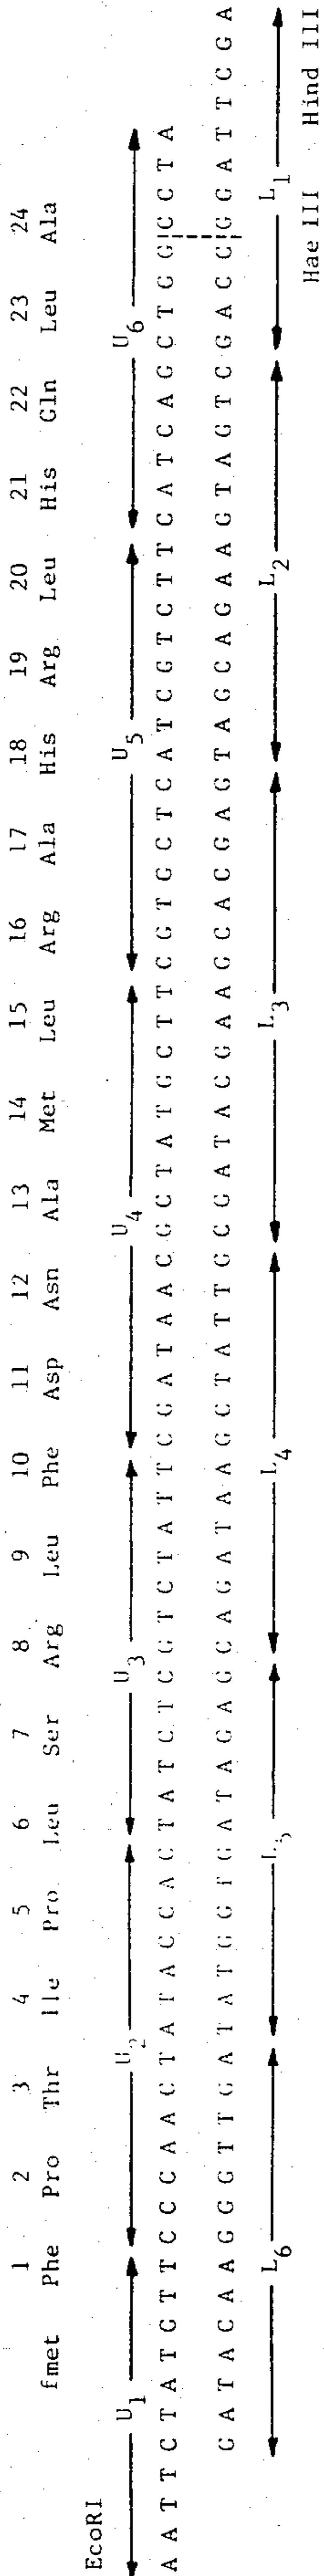 1 2 3 4 5 6 7 8 9 10 11 12 13 14 15 16 17 18 19 20 21 22 23 24
fmet Phe Pro Thr Ile Pro Leu Ser Arg Leu Phe Asp Asn Ala Met Leu Arg Ala His Arg Leu His Gln Leu Ala
EcoRI
U1 U2 U3 U4 U5 U6
A A T T C T A T G T T C C C A A C T A T A C C A C T A T C T C G T C T A T T C G A T A A C G C T A T G C T T C G T G C T C A T C G T C T T C A T C A G C T G G C C T A
G A T A C A A G G G T T G A T A T G G T G A T A G A G C A G A T A A G C T A T T G C G A T A C G A A G C A C G A G T A G C A G A A G T A G T C G A C C G G A T T C G A
L6 L5 L4 L3 L2 L1
Hae III Hind III